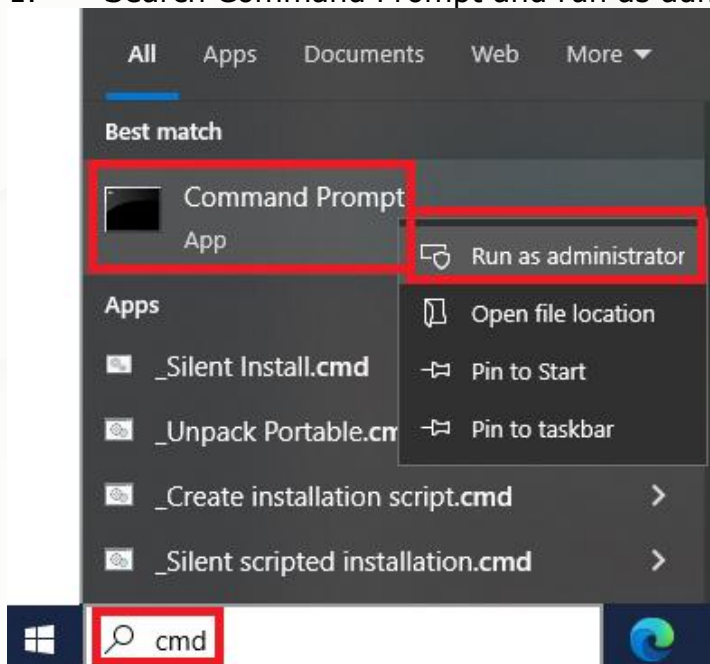 Search Command Prompt and run as
All Apps Documents Web More
Best match
Command Prompt
App
Run as administrator
Apps
Open file location
_Silent Install.cmd
Pin to Start
_Unpack Portable.cm
Pin to taskbar
_Create installation script.cmd
_Silent scripted installation.cmd
cmd